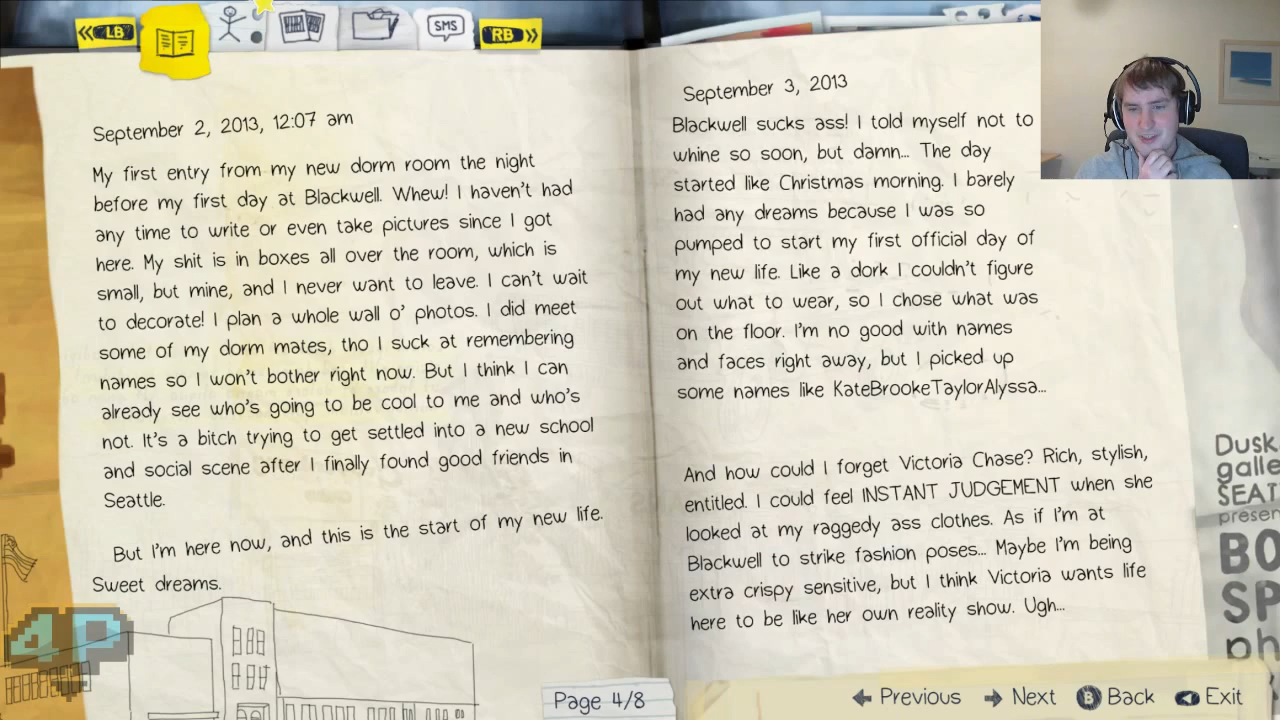 LB
SMS
RB
September 2, 2013, 12:07 am
My first entry from my new dorm room the night
before my first day at Blackwell. Whew! I haven't had
any time to write or even take pictures since I got
here. My shit is in boxes all over the room, which is
small, but mine, and I never want to leave. I can't wait
to decorate! I plan a whole wall o' photos. I did meet
some of my dorm mates, tho I suck at remembering
names so I won't bother right now. But I think I can
already see who's going to be cool to me and who's
not. It's a bitch trying to get settled into a new school
and social scene after I finally found good friends in
Seattle.
But I'm here now, and this is the start of my new life.
Sweet dreams.
4P
September 3, 2013
Blackwell sucks ass! I told myself not to
whine so soon, but damn... The day
started like Christmas morning. I barely
had any dreams because I was so
pumped to start my first official day of
my new life. Like a dork I couldn't figure
out what to wear, so I chose what was
on the floor. I'm no good with names
and faces right away, but I picked up
some names like KateBrookeTaylorAlyssa...
And how could I forget Victoria Chase? Rich, stylish,
entitled. I could feel INSTANT JUDGEMENT when she
looked at my raggedy ass clothes. As if I'm at
Blackwell to strike fashion poses... Maybe I'm being
extra crispy sensitive, but I think Victoria wants life
here to be like her own reality show. Ugh...
Dusk
galle
SEAT
presen
BO
SP
ph
Page 4/8
Previous
Next
B Back
Exit